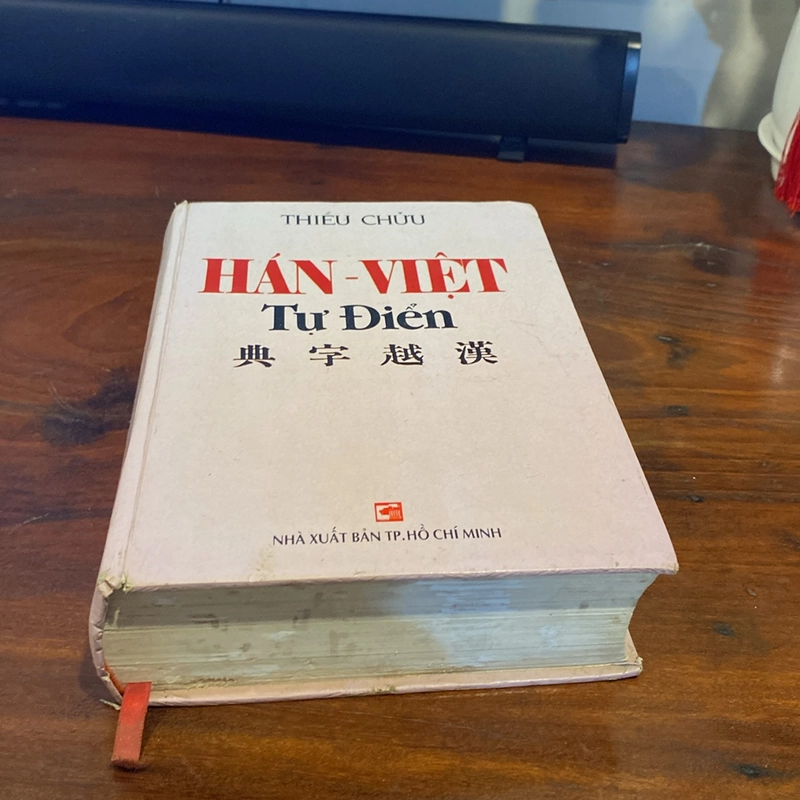 THIỀU CHỬU
HÁN-VIỆT
Tự Điển
典字越漢
NHÀ XUẤT BẢN TP.HỒ CHÍ MINH